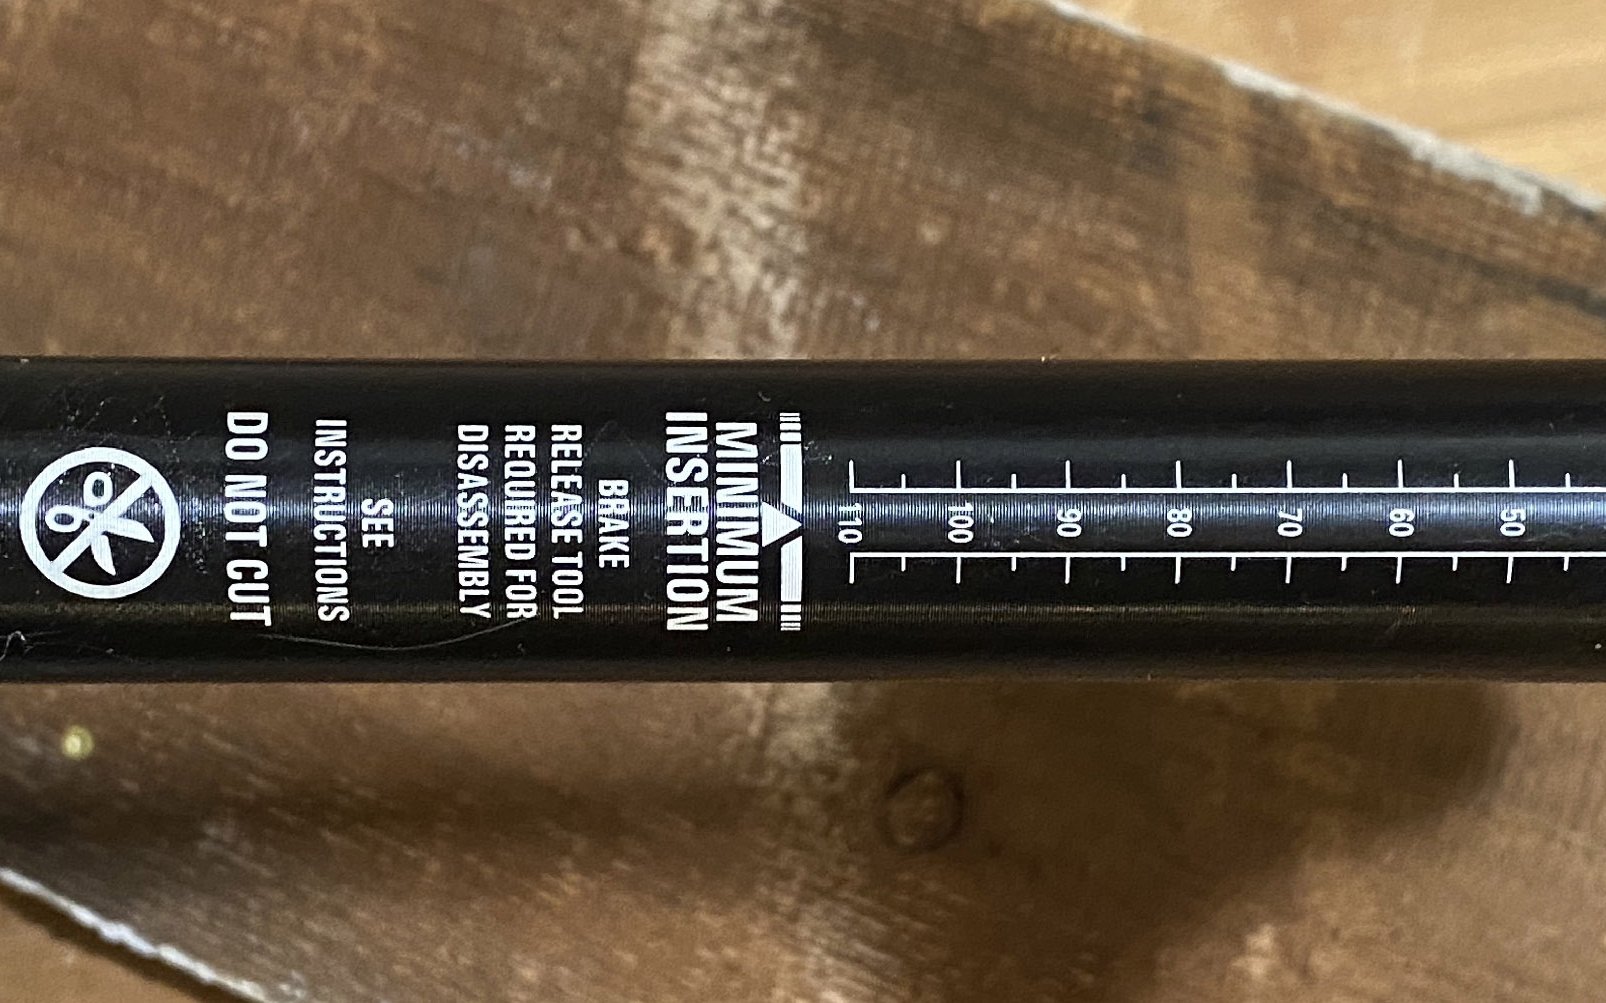 50
60
70
80
90
100
110
MINIMUM
INSERTION
BRAKE
RELEASE TOOL
REQUIRED FOR
DISASSEMBLY
SEE
INSTRUCTIONS
DO NOT CUT